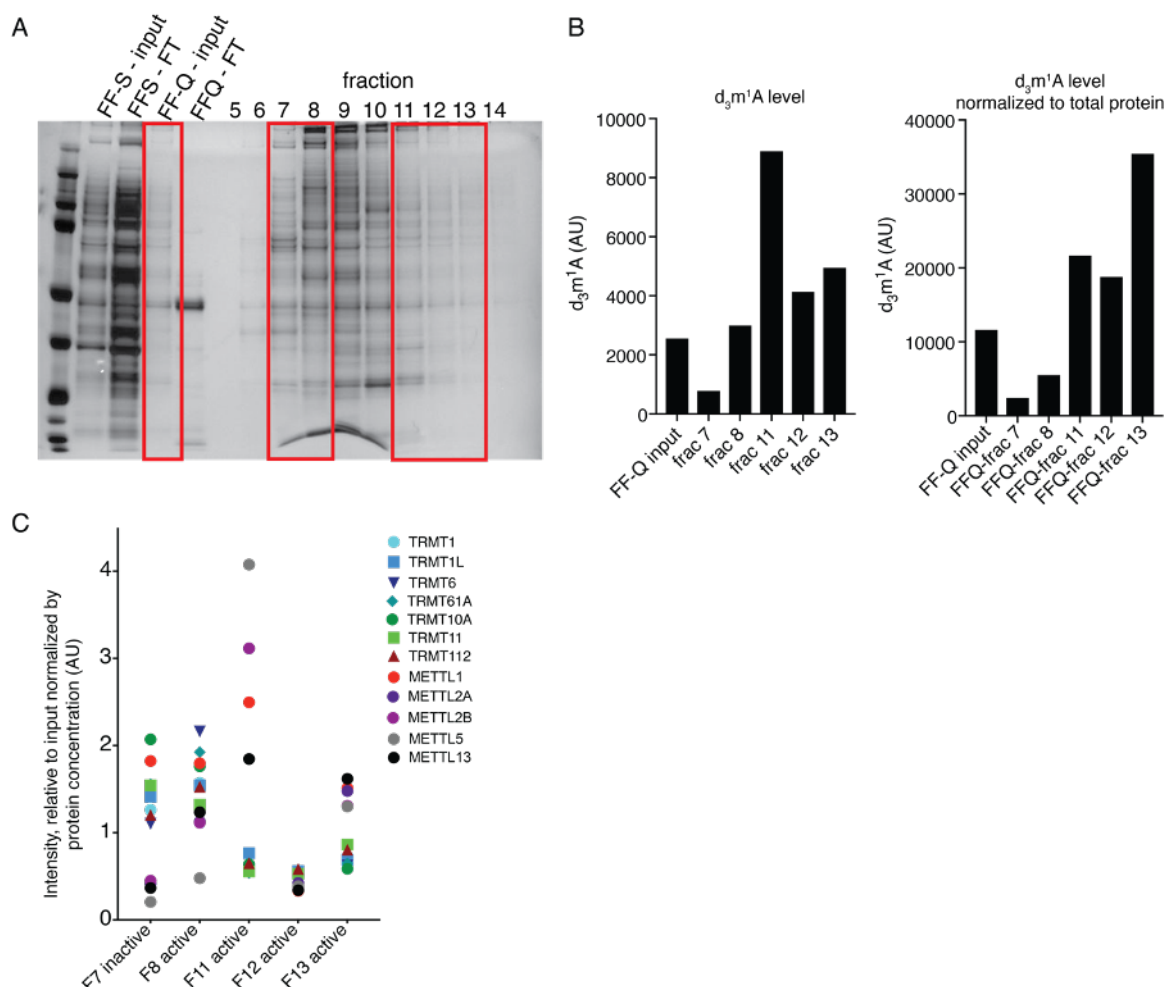 A
FF-S - input
FFS - FT
FF-Q - input
FFQ - FT
fraction
5 6 7 8 9 10 11 12 13 14
B
d₃m¹A level
d₃m¹A (AU)
10000
8000
6000
4000
2000
0
FF-Q input
frac 7
frac 8
frac 11
frac 12
frac 13
d₃m¹A level
normalized to total protein
d₃m¹A (AU)
40000
30000
20000
10000
0
FF-Q input
FFQ-frac 7
FFQ-frac 8
FFQ-frac 11
FFQ-frac 12
FFQ-frac 13
C
Intensity, relative to input normalized by
protein concentration (AU)
4
3
2
1
0
F7 inactive
F8 active
F11 active
F12 active
F13 active
TRMT1
TRMT1L
TRMT6
TRMT61A
TRMT10A
TRMT11
TRMT112
METTL1
METTL2A
METTL2B
METTL5
METTL13